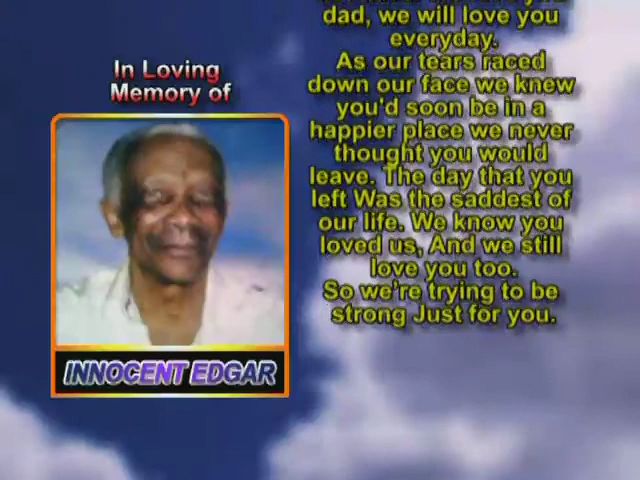 In Loving
Memory of
INNOCENT EDGAR
dad, we will love you
everyday.
As our tears raced
down our face we knew
you'd soon be in a
happier place we never
thought you would
leave. The day that you
left Was the saddest of
our life. We know you
loved us, And we still
love you too.
So we're trying to be
strong Just for you.